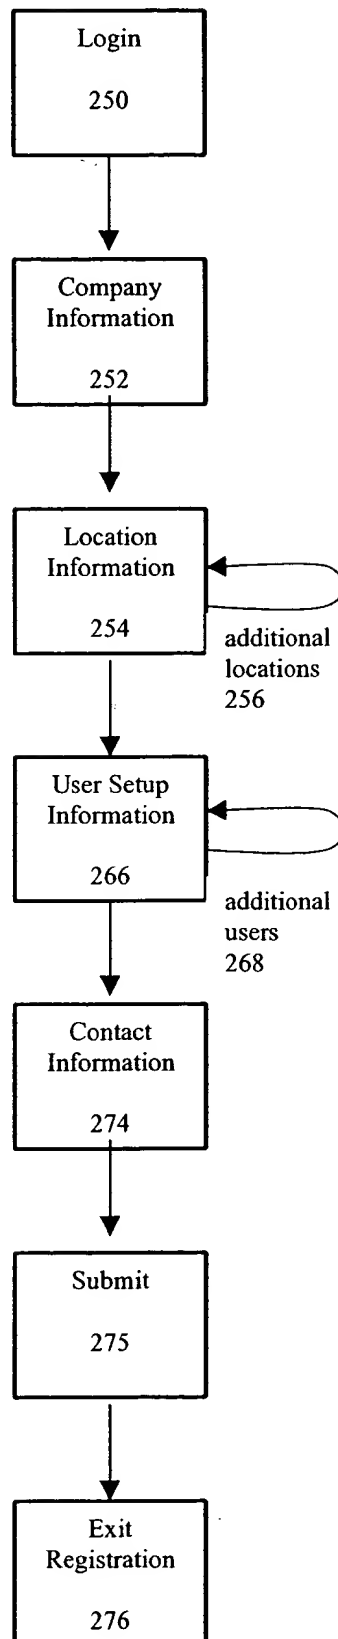 Login
250
Company
Information
252
Location
Information
254
additional
locations
256
User Setup
Information
266
additional
users
268
Contact
Information
274
Submit
275
Exit
Registration
276